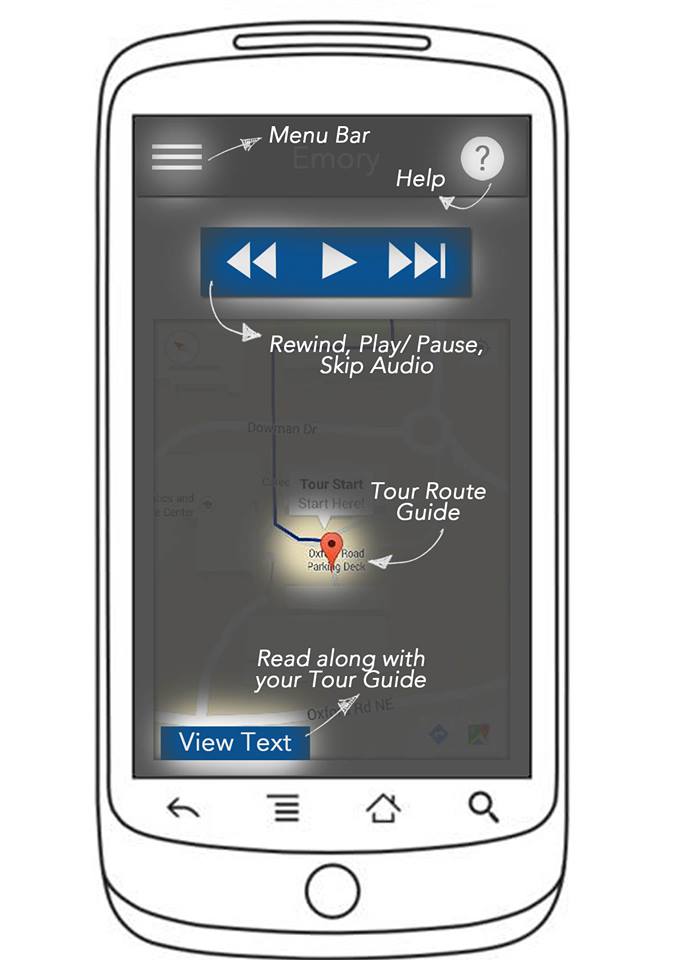 Menu Bar
Emory
Help
?
Rewind, Play/ Pause,
Skip Audio
Dowman Dr
Tour Start
Start Here!
Tour Route
Guide
Oxford Road
Parking Deck
Read along with
your Tour Guide
Oxford Rd NE
View Text